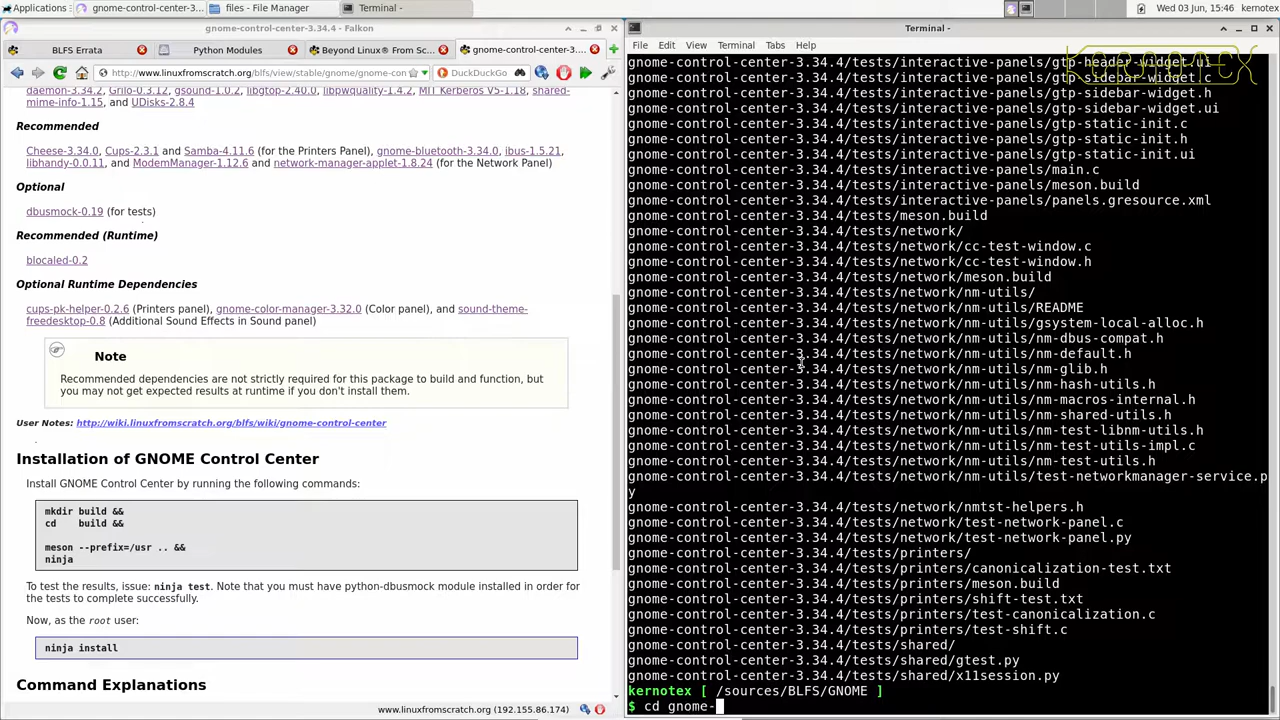 gnome-control-center-3...
files - File Manager
Terminal -
Wed 03 Jun, 15:46
kernotex
gnome-control-center-3.34.4 - Falkon
BLFS Errata
Python Modules
Beyond Linux® From Sc...
gnome-control-center-3.34....
http://www.linuxfromscratch.org/blfs/view/stable/gnome/gnome-con
DuckDuckGo
daemon-3.34.2, Grilo-0.3.12, gsound-1.0.2, libgtop-2.40.0, libpwquality-1.4.2, MIT Kerberos V5-1.18, shared-
mime-info-1.15, and UDisks-2.8.4
Recommended
Cheese-3.34.0, Cups-2.3.1 and Samba-4.11.6 (for the Printers Panel), gnome-bluetooth-3.34.0, ibus-1.5.21,
libhandy-0.0.11, and ModemManager-1.12.6 and network-manager-applet-1.8.24 (for the Network Panel)
Optional
dbusmock-0.19 (for tests)
Recommended (Runtime)
blocaled-0.2
Optional Runtime Dependencies
cups-pk-helper-0.2.6 (Printers panel), gnome-color-manager-3.32.0 (Color panel), and sound-theme-
freedesktop-0.8 (Additional Sound Effects in Sound panel)
Note
Recommended dependencies are not strictly required for this package to build and function, but
you may not get expected results at runtime if you don't install them.
User Notes: http://wiki.linuxfromscratch.org/blfs/wiki/gnome-control-center
Installation of GNOME Control Center
Install GNOME Control Center by running the following commands:
mkdir build &&
cd    build &&
meson --prefix=/usr .. &&
ninja
To test the results, issue: ninja test. Note that you must have python-dbusmock module installed in order for
the tests to complete successfully.
Now, as the root user:
ninja install
Command Explanations
www.linuxfromscratch.org (192.155.86.174)
Terminal -
File Edit View Terminal Tabs Help
KERNOTEX
gnome-control-center-3.34.4/tests/interactive-panels/gtp-header-widget.ui
gnome-control-center-3.34.4/tests/interactive-panels/gtp-sidebar-widget.c
gnome-control-center-3.34.4/tests/interactive-panels/gtp-sidebar-widget.h
gnome-control-center-3.34.4/tests/interactive-panels/gtp-sidebar-widget.ui
gnome-control-center-3.34.4/tests/interactive-panels/gtp-static-init.c
gnome-control-center-3.34.4/tests/interactive-panels/gtp-static-init.h
gnome-control-center-3.34.4/tests/interactive-panels/gtp-static-init.ui
gnome-control-center-3.34.4/tests/interactive-panels/main.c
gnome-control-center-3.34.4/tests/interactive-panels/meson.build
gnome-control-center-3.34.4/tests/interactive-panels/panels.gresource.xml
gnome-control-center-3.34.4/tests/meson.build
gnome-control-center-3.34.4/tests/network/
gnome-control-center-3.34.4/tests/network/cc-test-window.c
gnome-control-center-3.34.4/tests/network/cc-test-window.h
gnome-control-center-3.34.4/tests/network/meson.build
gnome-control-center-3.34.4/tests/network/nm-utils/
gnome-control-center-3.34.4/tests/network/nm-utils/README
gnome-control-center-3.34.4/tests/network/nm-utils/gsystem-local-alloc.h
gnome-control-center-3.34.4/tests/network/nm-utils/nm-dbus-compat.h
gnome-control-center-3.34.4/tests/network/nm-utils/nm-default.h
gnome-control-center-3.34.4/tests/network/nm-utils/nm-glib.h
gnome-control-center-3.34.4/tests/network/nm-utils/nm-hash-utils.h
gnome-control-center-3.34.4/tests/network/nm-utils/nm-macros-internal.h
gnome-control-center-3.34.4/tests/network/nm-utils/nm-shared-utils.h
gnome-control-center-3.34.4/tests/network/nm-utils/nm-test-libnm-utils.h
gnome-control-center-3.34.4/tests/network/nm-utils/nm-test-utils-impl.c
gnome-control-center-3.34.4/tests/network/nm-utils/nm-test-utils.h
gnome-control-center-3.34.4/tests/network/nm-utils/test-networkmanager-service.p
y
gnome-control-center-3.34.4/tests/network/nmtst-helpers.h
gnome-control-center-3.34.4/tests/network/test-network-panel.c
gnome-control-center-3.34.4/tests/network/test-network-panel.py
gnome-control-center-3.34.4/tests/printers/
gnome-control-center-3.34.4/tests/printers/canonicalization-test.txt
gnome-control-center-3.34.4/tests/printers/meson.build
gnome-control-center-3.34.4/tests/printers/shift-test.txt
gnome-control-center-3.34.4/tests/printers/test-canonicalization.c
gnome-control-center-3.34.4/tests/printers/test-shift.c
gnome-control-center-3.34.4/tests/shared/
gnome-control-center-3.34.4/tests/shared/gtest.py
gnome-control-center-3.34.4/tests/shared/x11session.py
kernotex [ /sources/BLFS/GNOME ]
$ cd gnome-